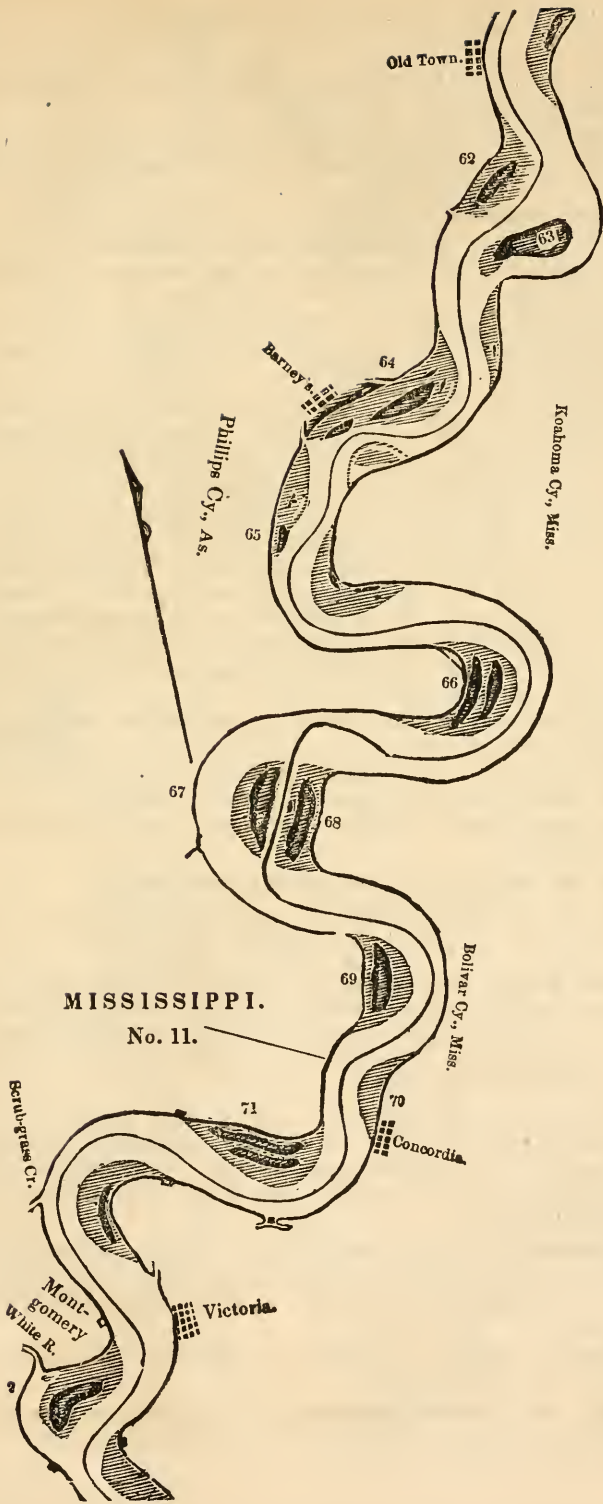 Old Town.
62
63
64
Barney's.
Koahoma Cy., Miss.
Phillips Cy., As.
65
66
67
68
69
Bolivar Cy., Miss.
MISSISSIPPI.
No. 11.
70
71
Concordia.
Scrub-grass Cr.
Mont-
gomery
White R.
Victoria.